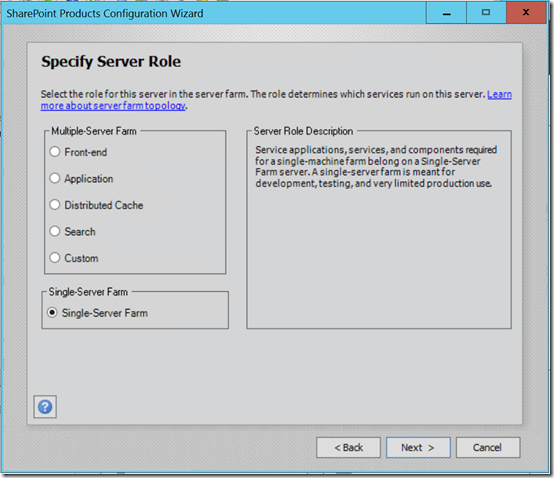 SharePoint Products Configuration Wizard
Specify Server Role
Select the role for this server in the server farm. The role determines which services run on this server. Learn
more about server farm topology.
Multiple-Server Farm
Front-end
Application
Distributed Cache
Search
Custom
Single-Server Farm
Single-Server Farm
Server Role Description
Service applications, services, and components required
for a single-machine farm belong on a Single-Server
Farm server. A single-server farm is meant for
development, testing, and very limited production use.
?
< Back
Next >
Cancel